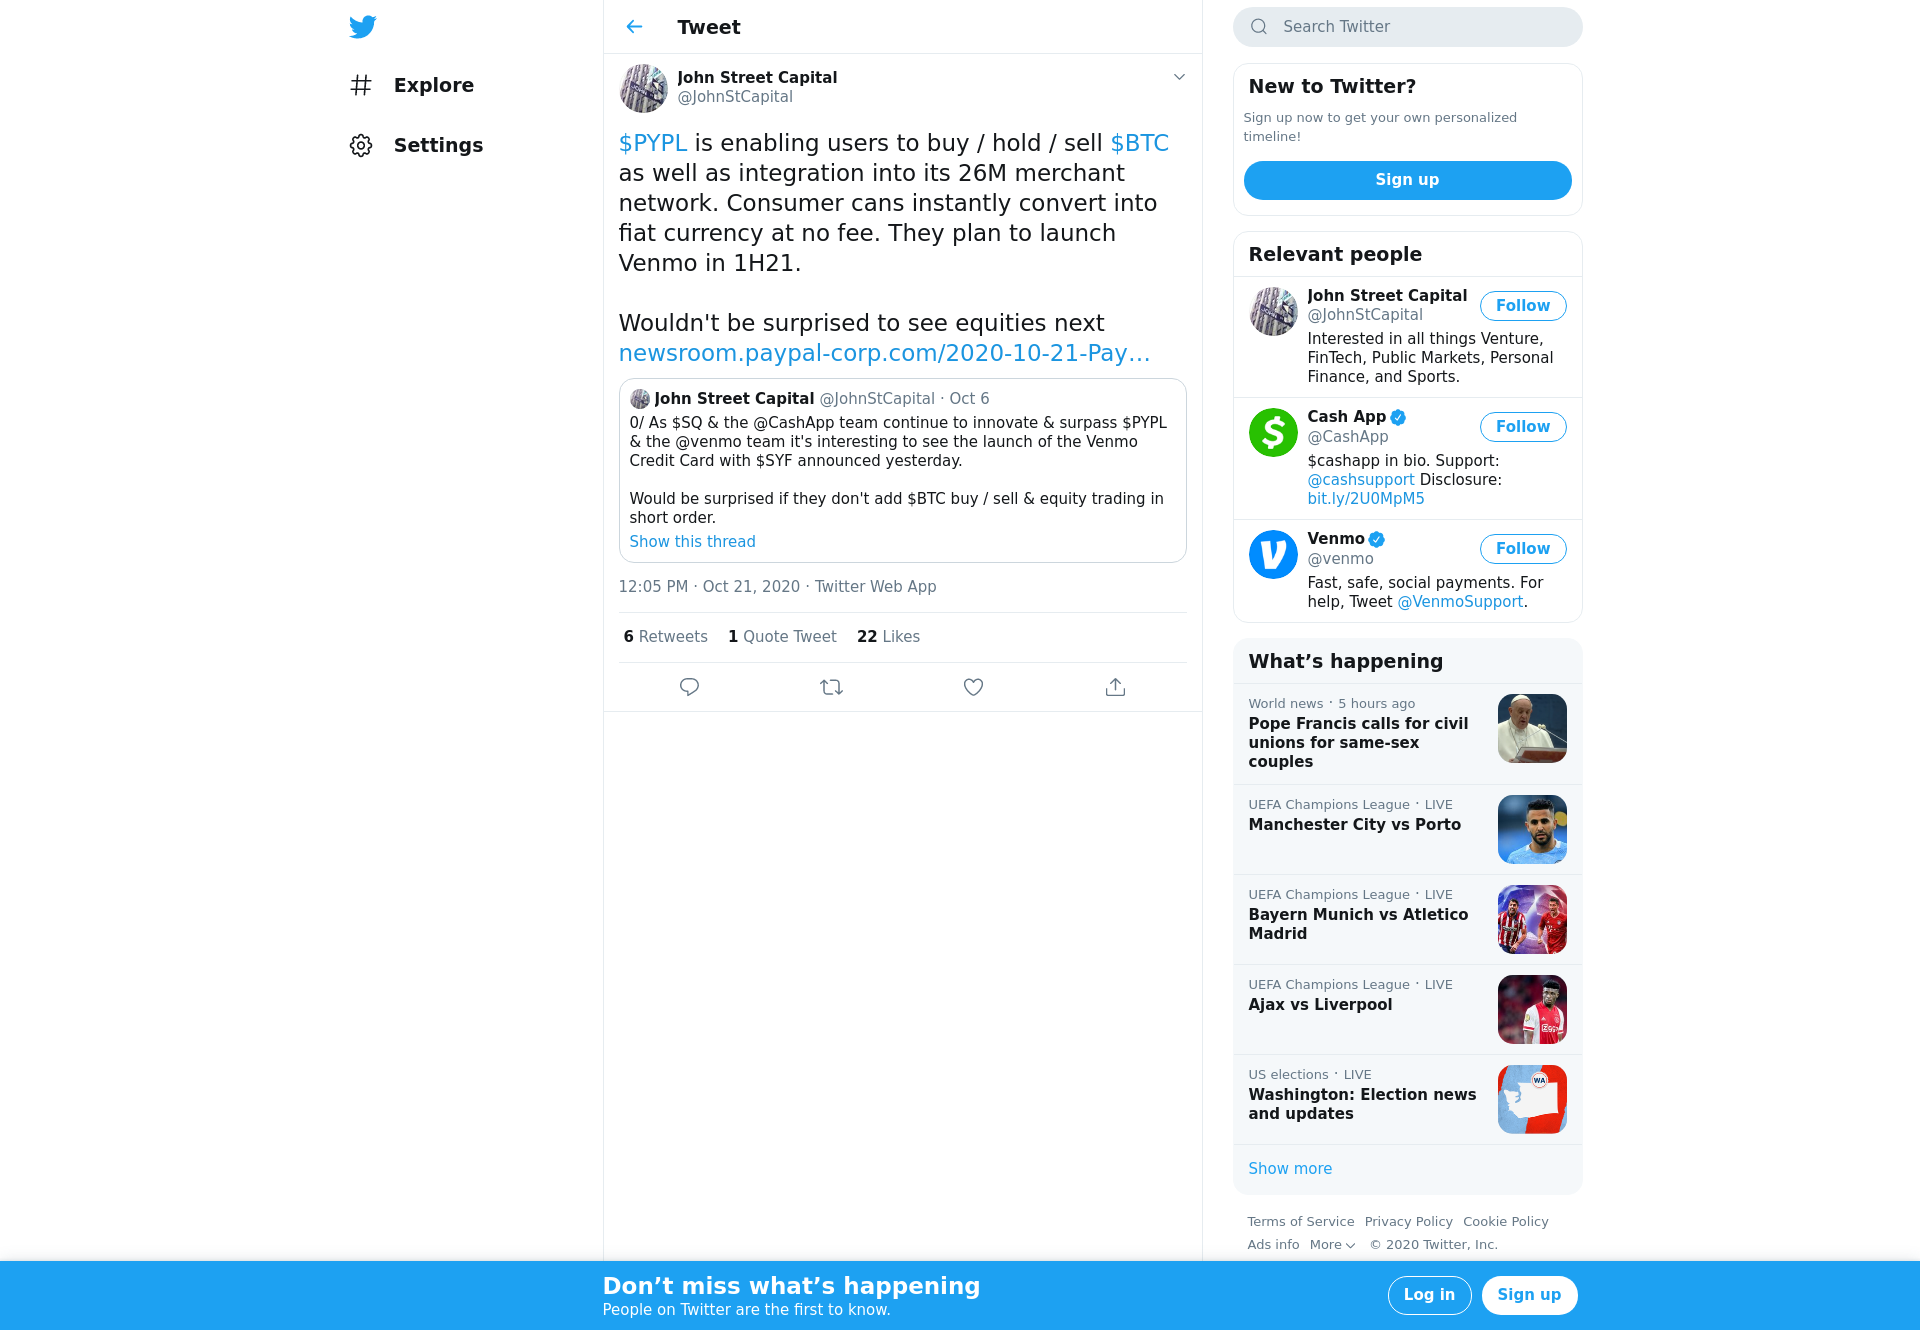 Explore
Settings
Tweet
John Street Capital
@JohnStCapital
$PYPL is enabling users to buy / hold / sell $BTC
as well as integration into its 26M merchant
network. Consumer cans instantly convert into
fiat currency at no fee. They plan to launch
Venmo in 1H21.
Wouldn't be surprised to see equities next
newsroom.paypal-corp.com/2020-10-21-Pay…
John Street Capital @JohnStCapital · Oct 6
0/ As $SQ & the @CashApp team continue to innovate & surpass $PYPL
& the @venmo team it's interesting to see the launch of the Venmo
Credit Card with $SYF announced yesterday.
Would be surprised if they don't add $BTC buy / sell & equity trading in
short order.
Show this thread
12:05 PM · Oct 21, 2020 · Twitter Web App
6 Retweets 1 Quote Tweet 22 Likes
Search Twitter
New to Twitter?
Sign up now to get your own personalized
timeline!
Sign up
Relevant people
John Street Capital
@JohnStCapital
Follow
Interested in all things Venture,
FinTech, Public Markets, Personal
Finance, and Sports.
Cash App
@CashApp
Follow
$cashapp in bio. Support:
@cashsupport Disclosure:
bit.ly/2U0MpM5
Venmo
@venmo
Follow
Fast, safe, social payments. For
help, Tweet @VenmoSupport.
What’s happening
World news · 5 hours ago
Pope Francis calls for civil
unions for same-sex
couples
UEFA Champions League · LIVE
Manchester City vs Porto
UEFA Champions League · LIVE
Bayern Munich vs Atletico
Madrid
UEFA Champions League · LIVE
Ajax vs Liverpool
US elections · LIVE
Washington: Election news
and updates
WA
Show more
Terms of Service Privacy Policy Cookie Policy
Ads info More © 2020 Twitter, Inc.
Don’t miss what’s happening
People on Twitter are the first to know.
Log in
Sign up